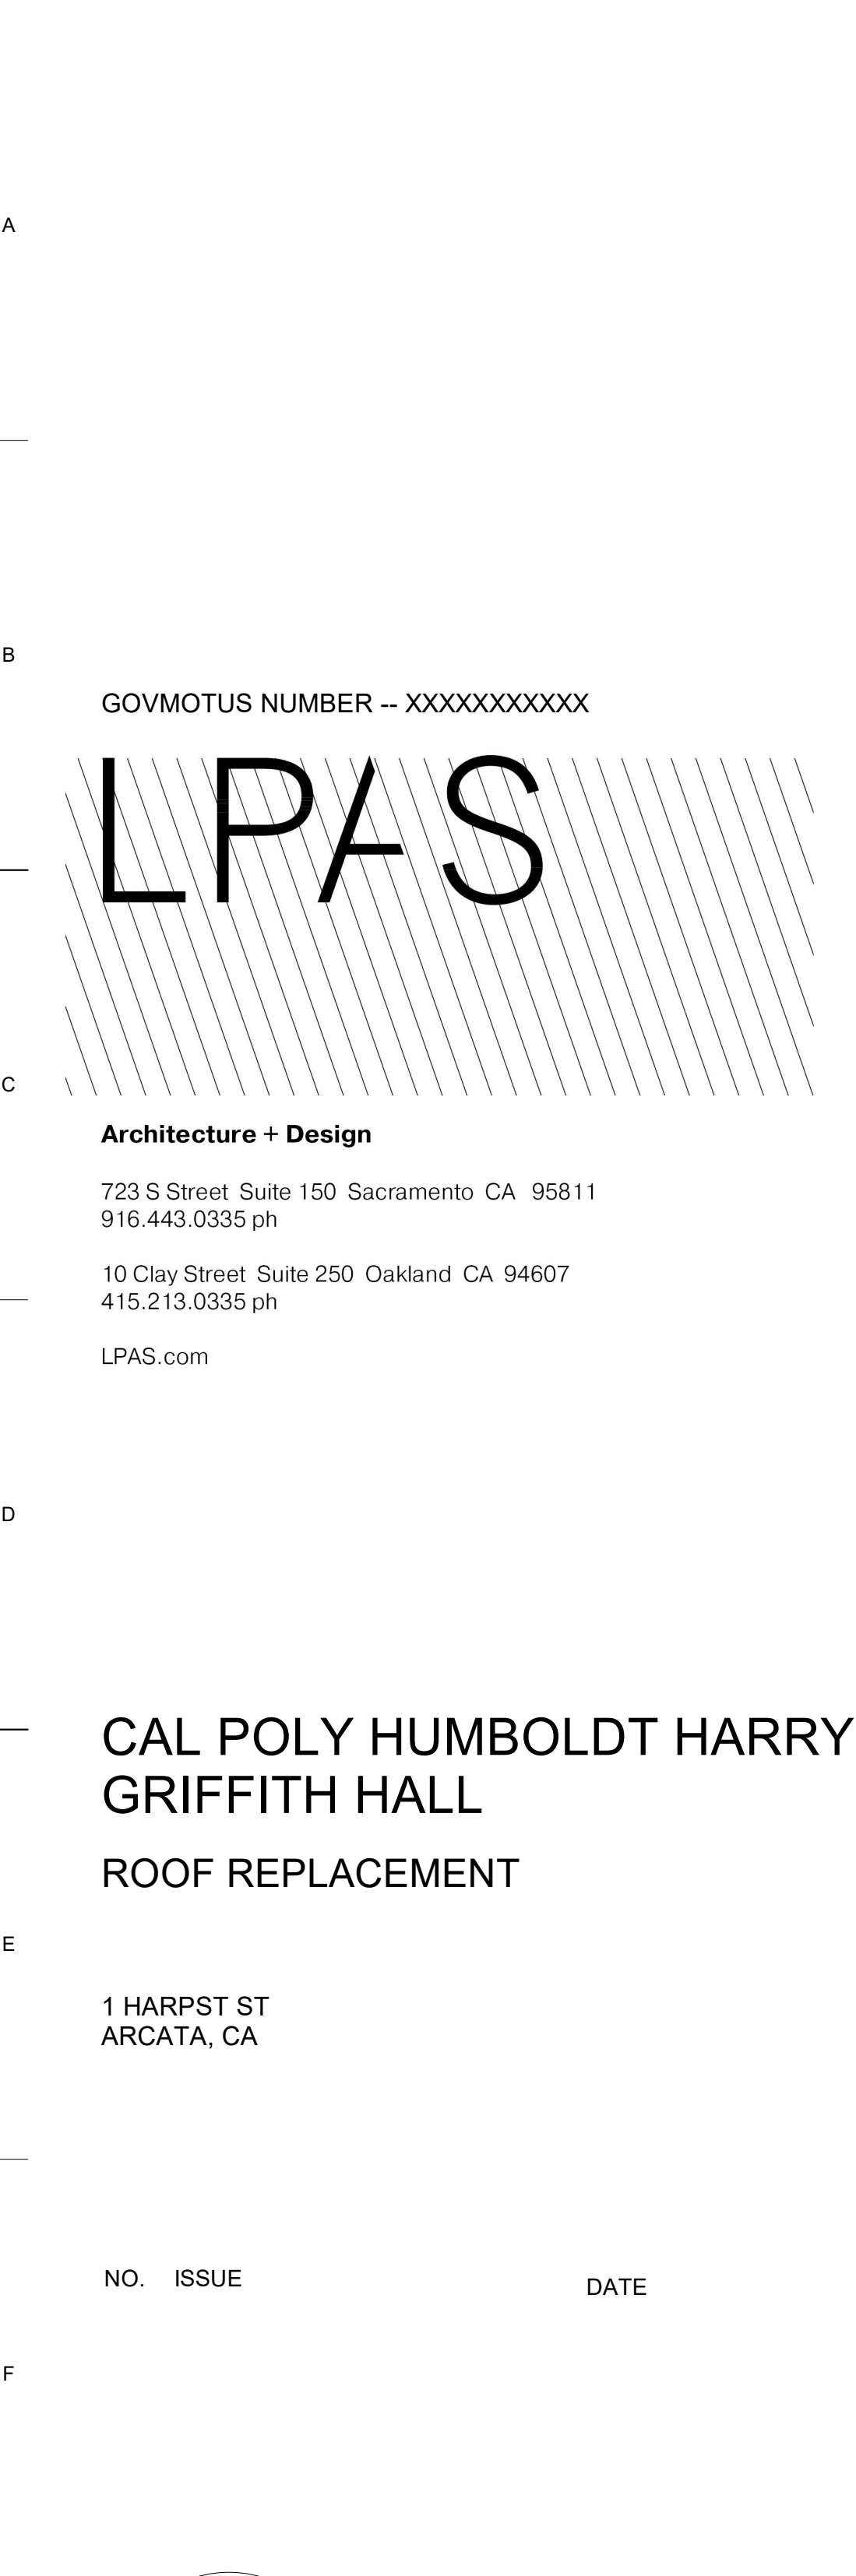 A
B
GOVMOTUS NUMBER -- XXXXXXXXXXX
LPAS
C
Architecture + Design
723 S Street Suite 150 Sacramento CA 95811
916.443.0335 ph
10 Clay Street Suite 250 Oakland CA 94607
415.213.0335 ph
LPAS.com
D
CAL POLY HUMBOLDT HARRY
GRIFFITH HALL
ROOF REPLACEMENT
E
1 HARPST ST
ARCATA, CA
NO. ISSUE DATE
F